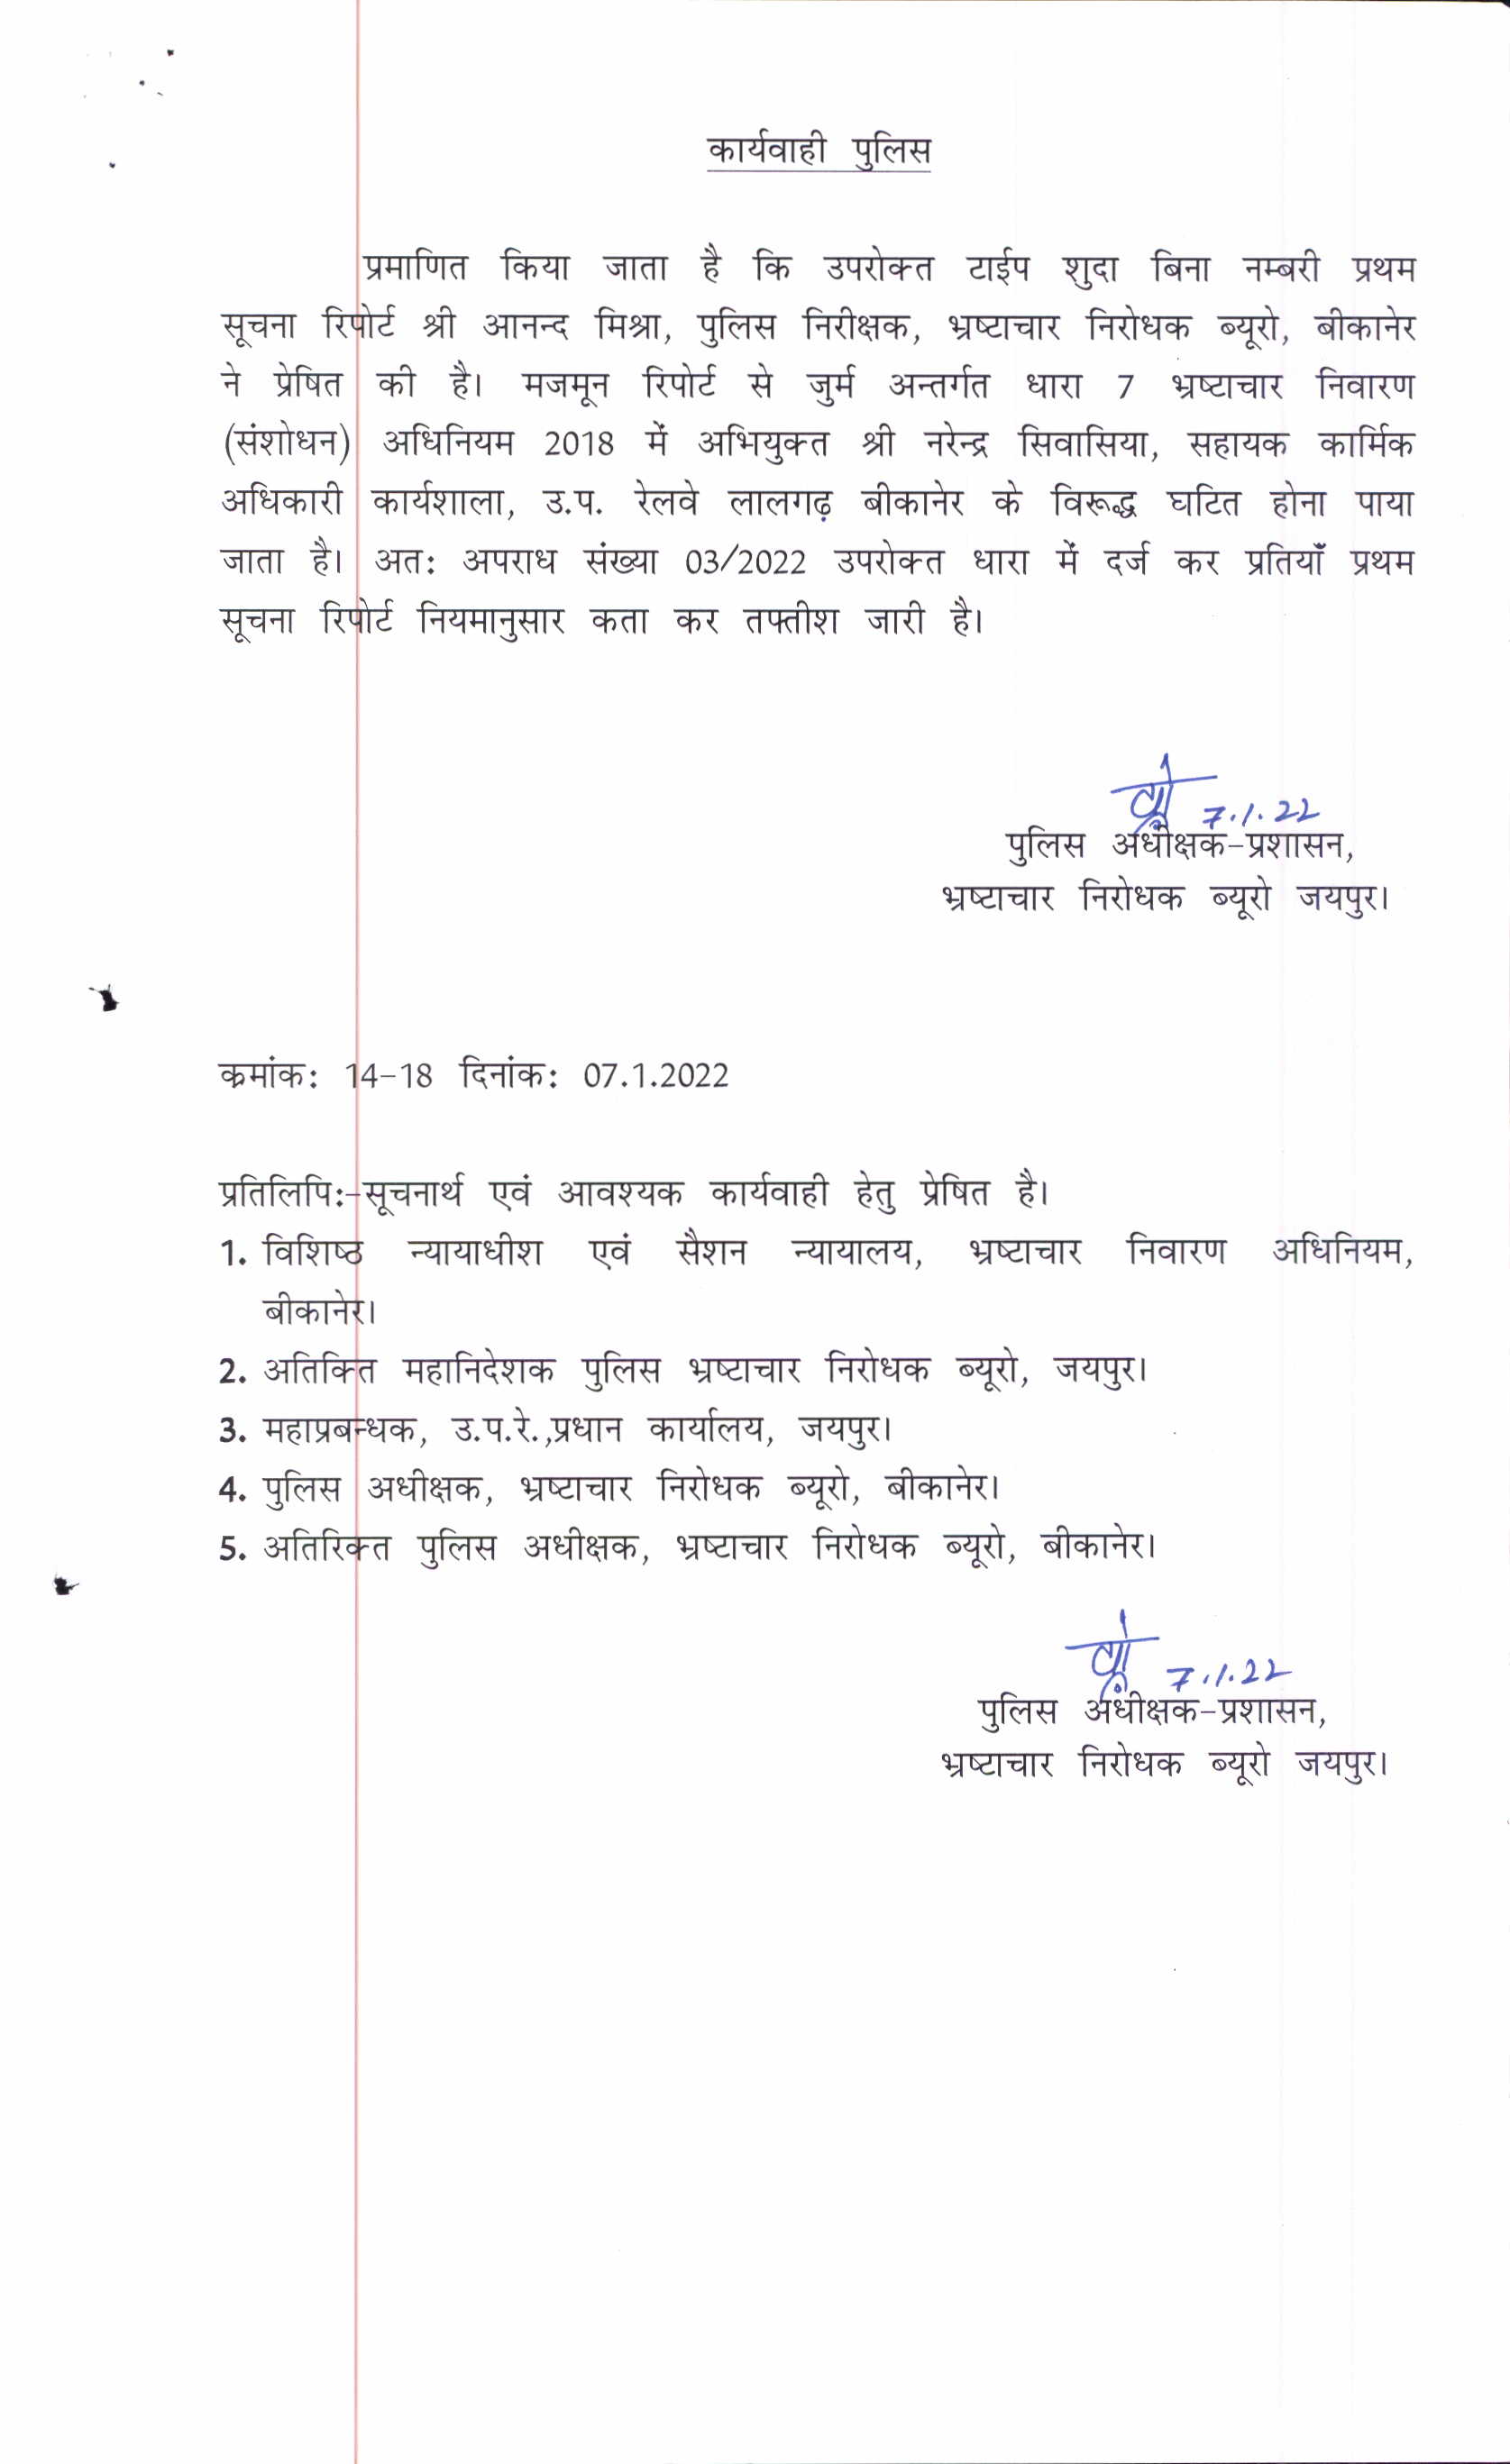 कार्यवाही पुलिस
प्रमाणित किया जाता है कि उपरोक्त टाईप शुदा बिना नम्बरी प्रथम
सूचना रिपोर्ट श्री आनन्द मिश्रा, पुलिस निरीक्षक, भ्रष्टाचार निरोधक ब्यूरो, बीकानेर
ने प्रेषित की है। मजमून रिपोर्ट से जुर्म अन्तर्गत धारा 7 भ्रष्टाचार निवारण
(संशोधन) अधिनियम 2018 में अभियुक्त श्री नरेन्द्र सिवासिया, सहायक कार्मिक
अधिकारी कार्यशाला, उ.प. रेलवे लालगढ़ बीकानेर के विरूद्ध घटित होना पाया
जाता है। अतः अपराध संख्या 03/2022 उपरोक्त धारा में दर्ज कर प्रतियाँ प्रथम
सूचना रिपोर्ट नियमानुसार कता कर तफ्तीश जारी है।
7.1.22
पुलिस अधीक्षक-प्रशासन,
भ्रष्टाचार निरोधक ब्यूरो जयपुर।
कमांक: 14-18 दिनांक: 07.1.2022
प्रतिलिपि:-सूचनार्थ एवं आवश्यक कार्यवाही हेतु प्रेषित है।
1. विशिष्ठ न्यायाधीश एवं सैशन न्यायालय, भ्रष्टाचार निवारण अधिनियम,
बीकानेर।
2. अतिक्ति महानिदेशक पुलिस भ्रष्टाचार निरोधक ब्यूरो, जयपुर।
3. महाप्रबन्धक, उ.प.रे.,प्रधान कार्यालय, जयपुर।
4. पुलिस अधीक्षक, भ्रष्टाचार निरोधक ब्यूरो, बीकानेर।
5. अतिरिक्त पुलिस अधीक्षक, भ्रष्टाचार निरोधक ब्यूरो, बीकानेर।
7.1.22
पुलिस अधीक्षक-प्रशासन,
भ्रष्टाचार निरोधक ब्यूरो जयपुर।